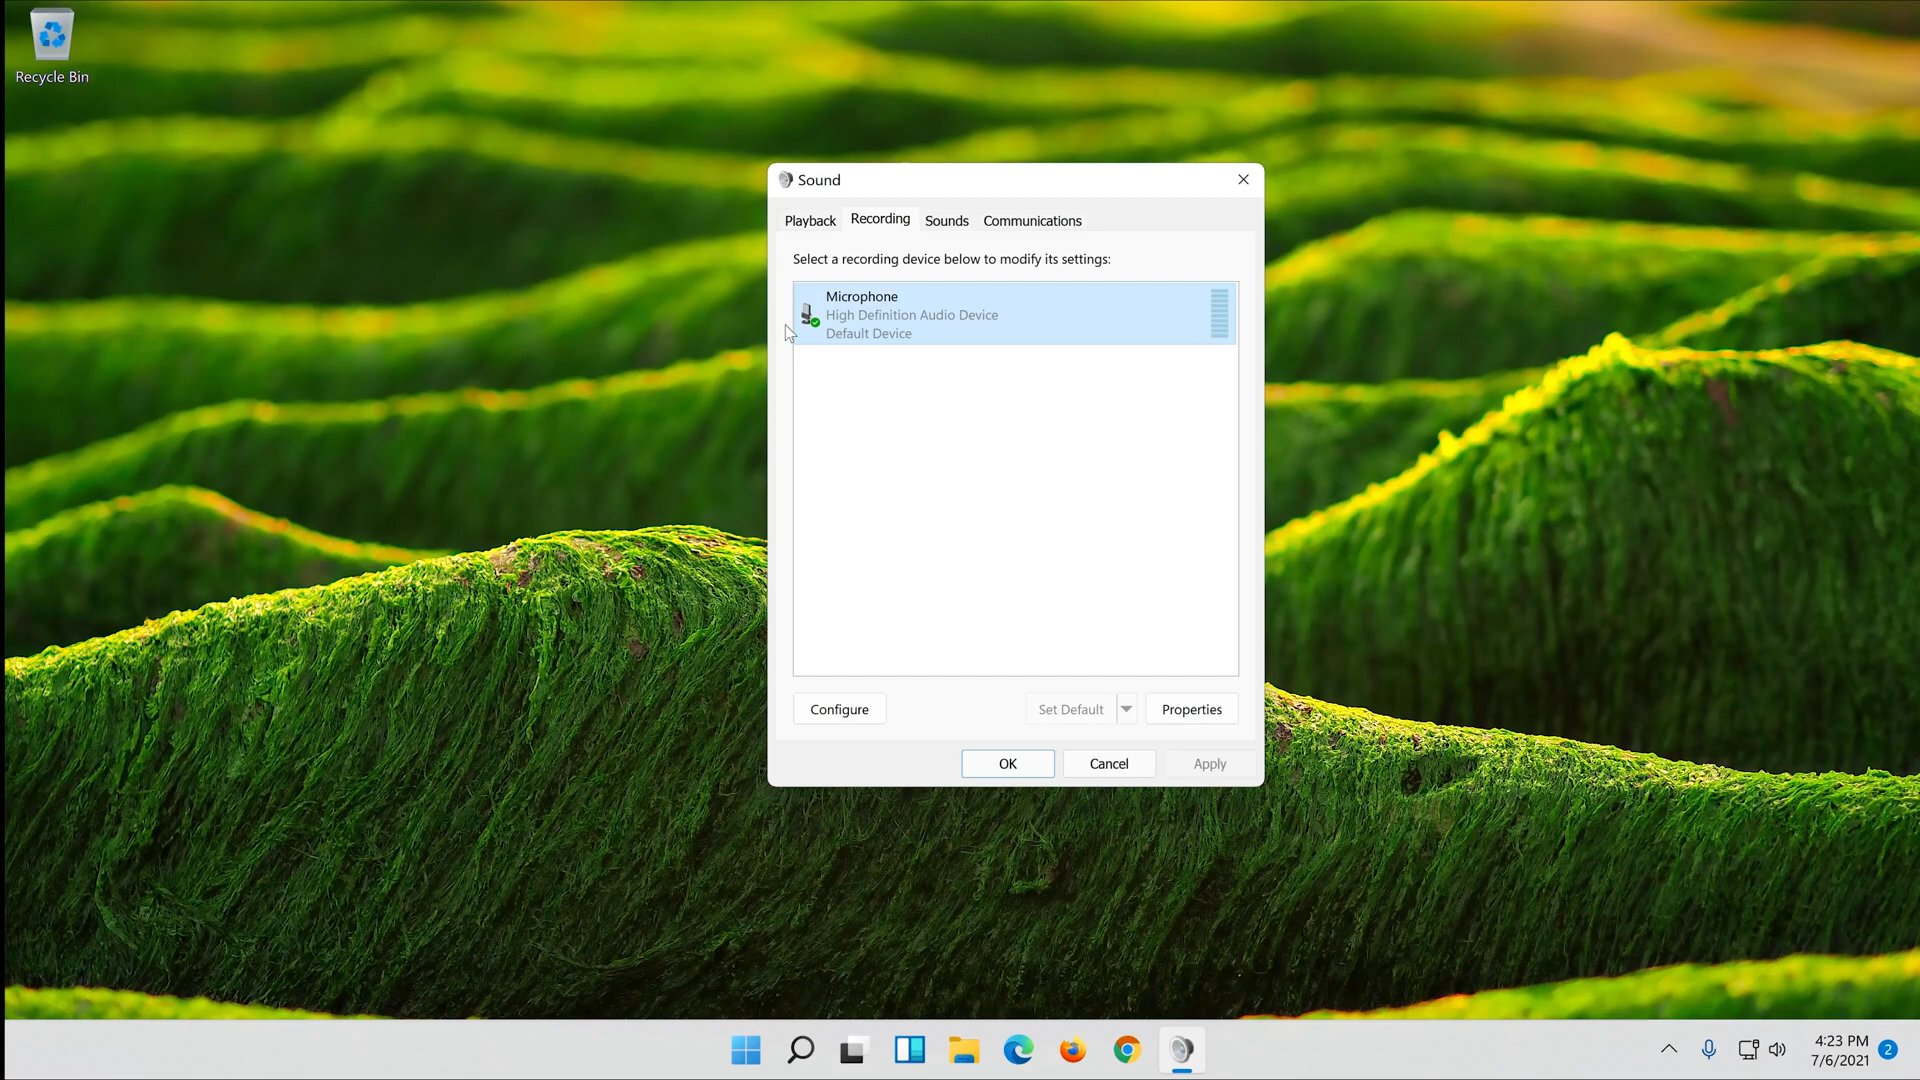 Recycle Bin
Sound
Playback
Recording
Sounds
Communications
Select a recording device below to modify its settings:
Microphone
High Definition Audio Device
Default Device
Configure
Set Default
Properties
OK
Cancel
Apply
4:23 PM
7/6/2021
2